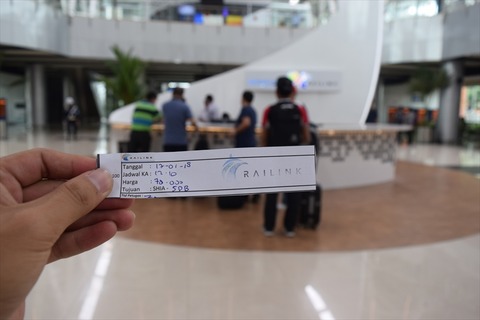 RAILINK
Tanggal : 17-01-18
Jadwal KA : 17 10
Harga : 70.000
Tujuan : SHIA - SDB
RAILINK